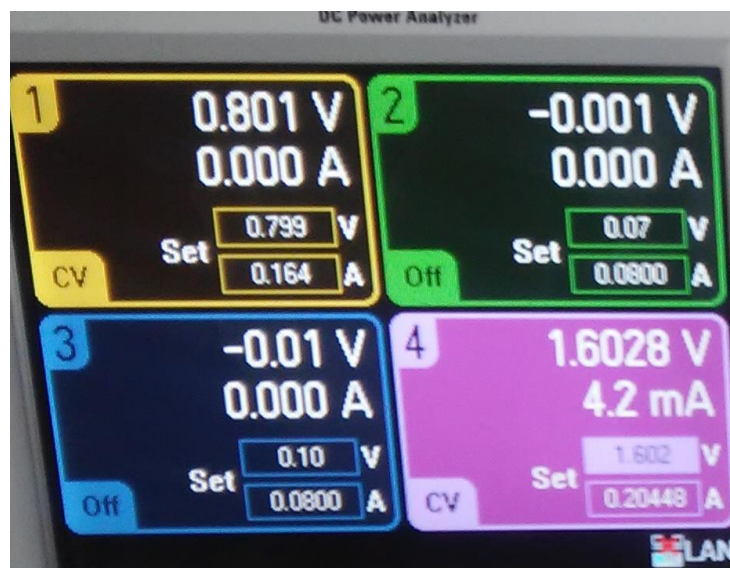 DC Power Analyzer
1
0.801 V
0.000 A
Set 0.799 V
0.164 A
CV
2
-0.001 V
0.000 A
Set 0.07 V
0.0800 A
Off
3
-0.01 V
0.000 A
Set 0.10 V
0.0800 A
Off
4
1.6028 V
4.2 mA
Set 1.602 V
0.20448 A
CV
LAN